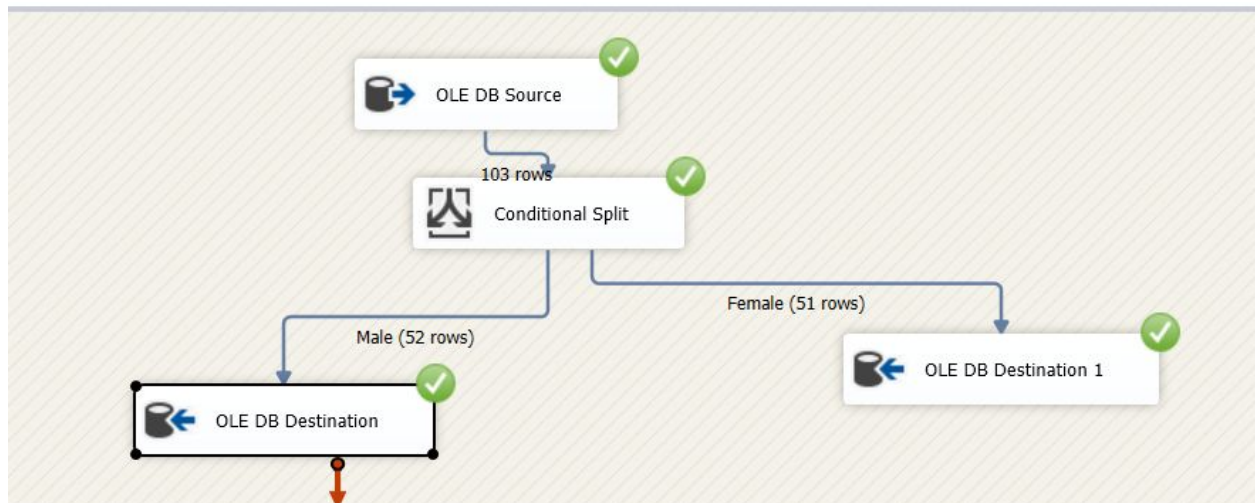 OLE DB Source
103 rows
Conditional Split
Female (51 rows)
Male (52 rows)
OLE DB Destination 1
OLE DB Destination